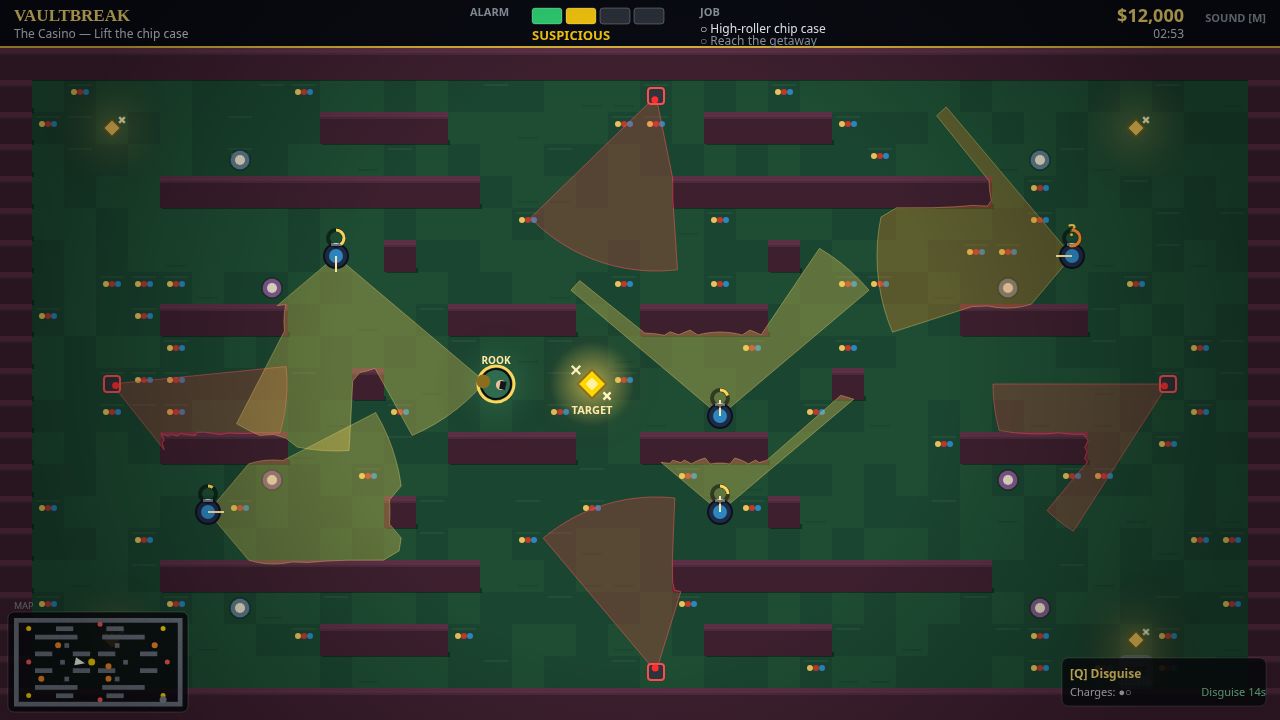 VAULTBREAK
The Casino — Lift the chip case
ALARM
SUSPICIOUS
JOB
○ High-roller chip case
○ Reach the getaway
$12,000
02:53
SOUND [M]
?
ROOK
TARGET
MAP
[Q] Disguise
Charges: ●○
Disguise 14s